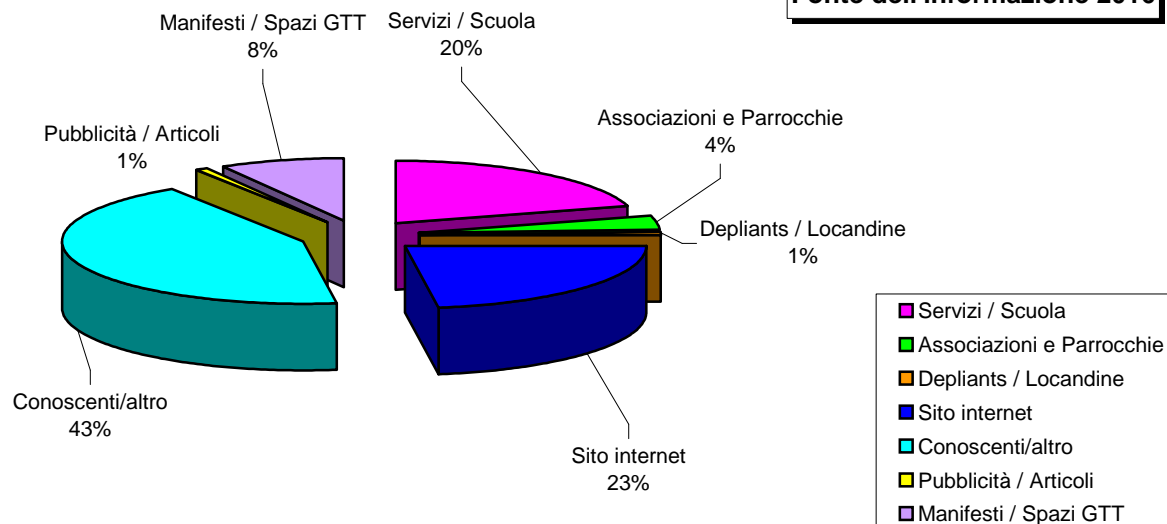 Fonte dell'informazione 2010
Manifesti / Spazi GTT
8%
Servizi / Scuola
20%
Associazioni e Parrocchie
4%
Pubblicità / Articoli
1%
Depliants / Locandine
1%
Conoscenti/altro
43%
Sito internet
23%
Servizi / Scuola
Associazioni e Parrocchie
Depliants / Locandine
Sito internet
Conoscenti/altro
Pubblicità / Articoli
Manifesti / Spazi GTT